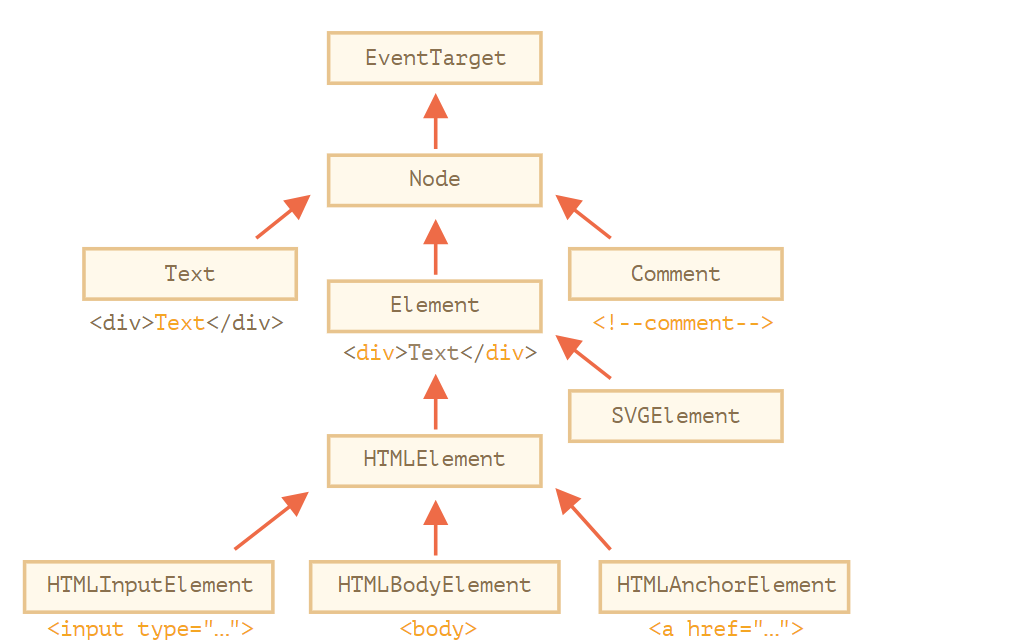 EventTarget
Node
Text
Comment
<div>Text</div>
Element
<!--comment-->
<div>Text</div>
SVGElement
HTMLElement
HTMLInputElement
HTMLBodyElement
HTMLAnchorElement
<input type="…">
<body>
<a href="…">